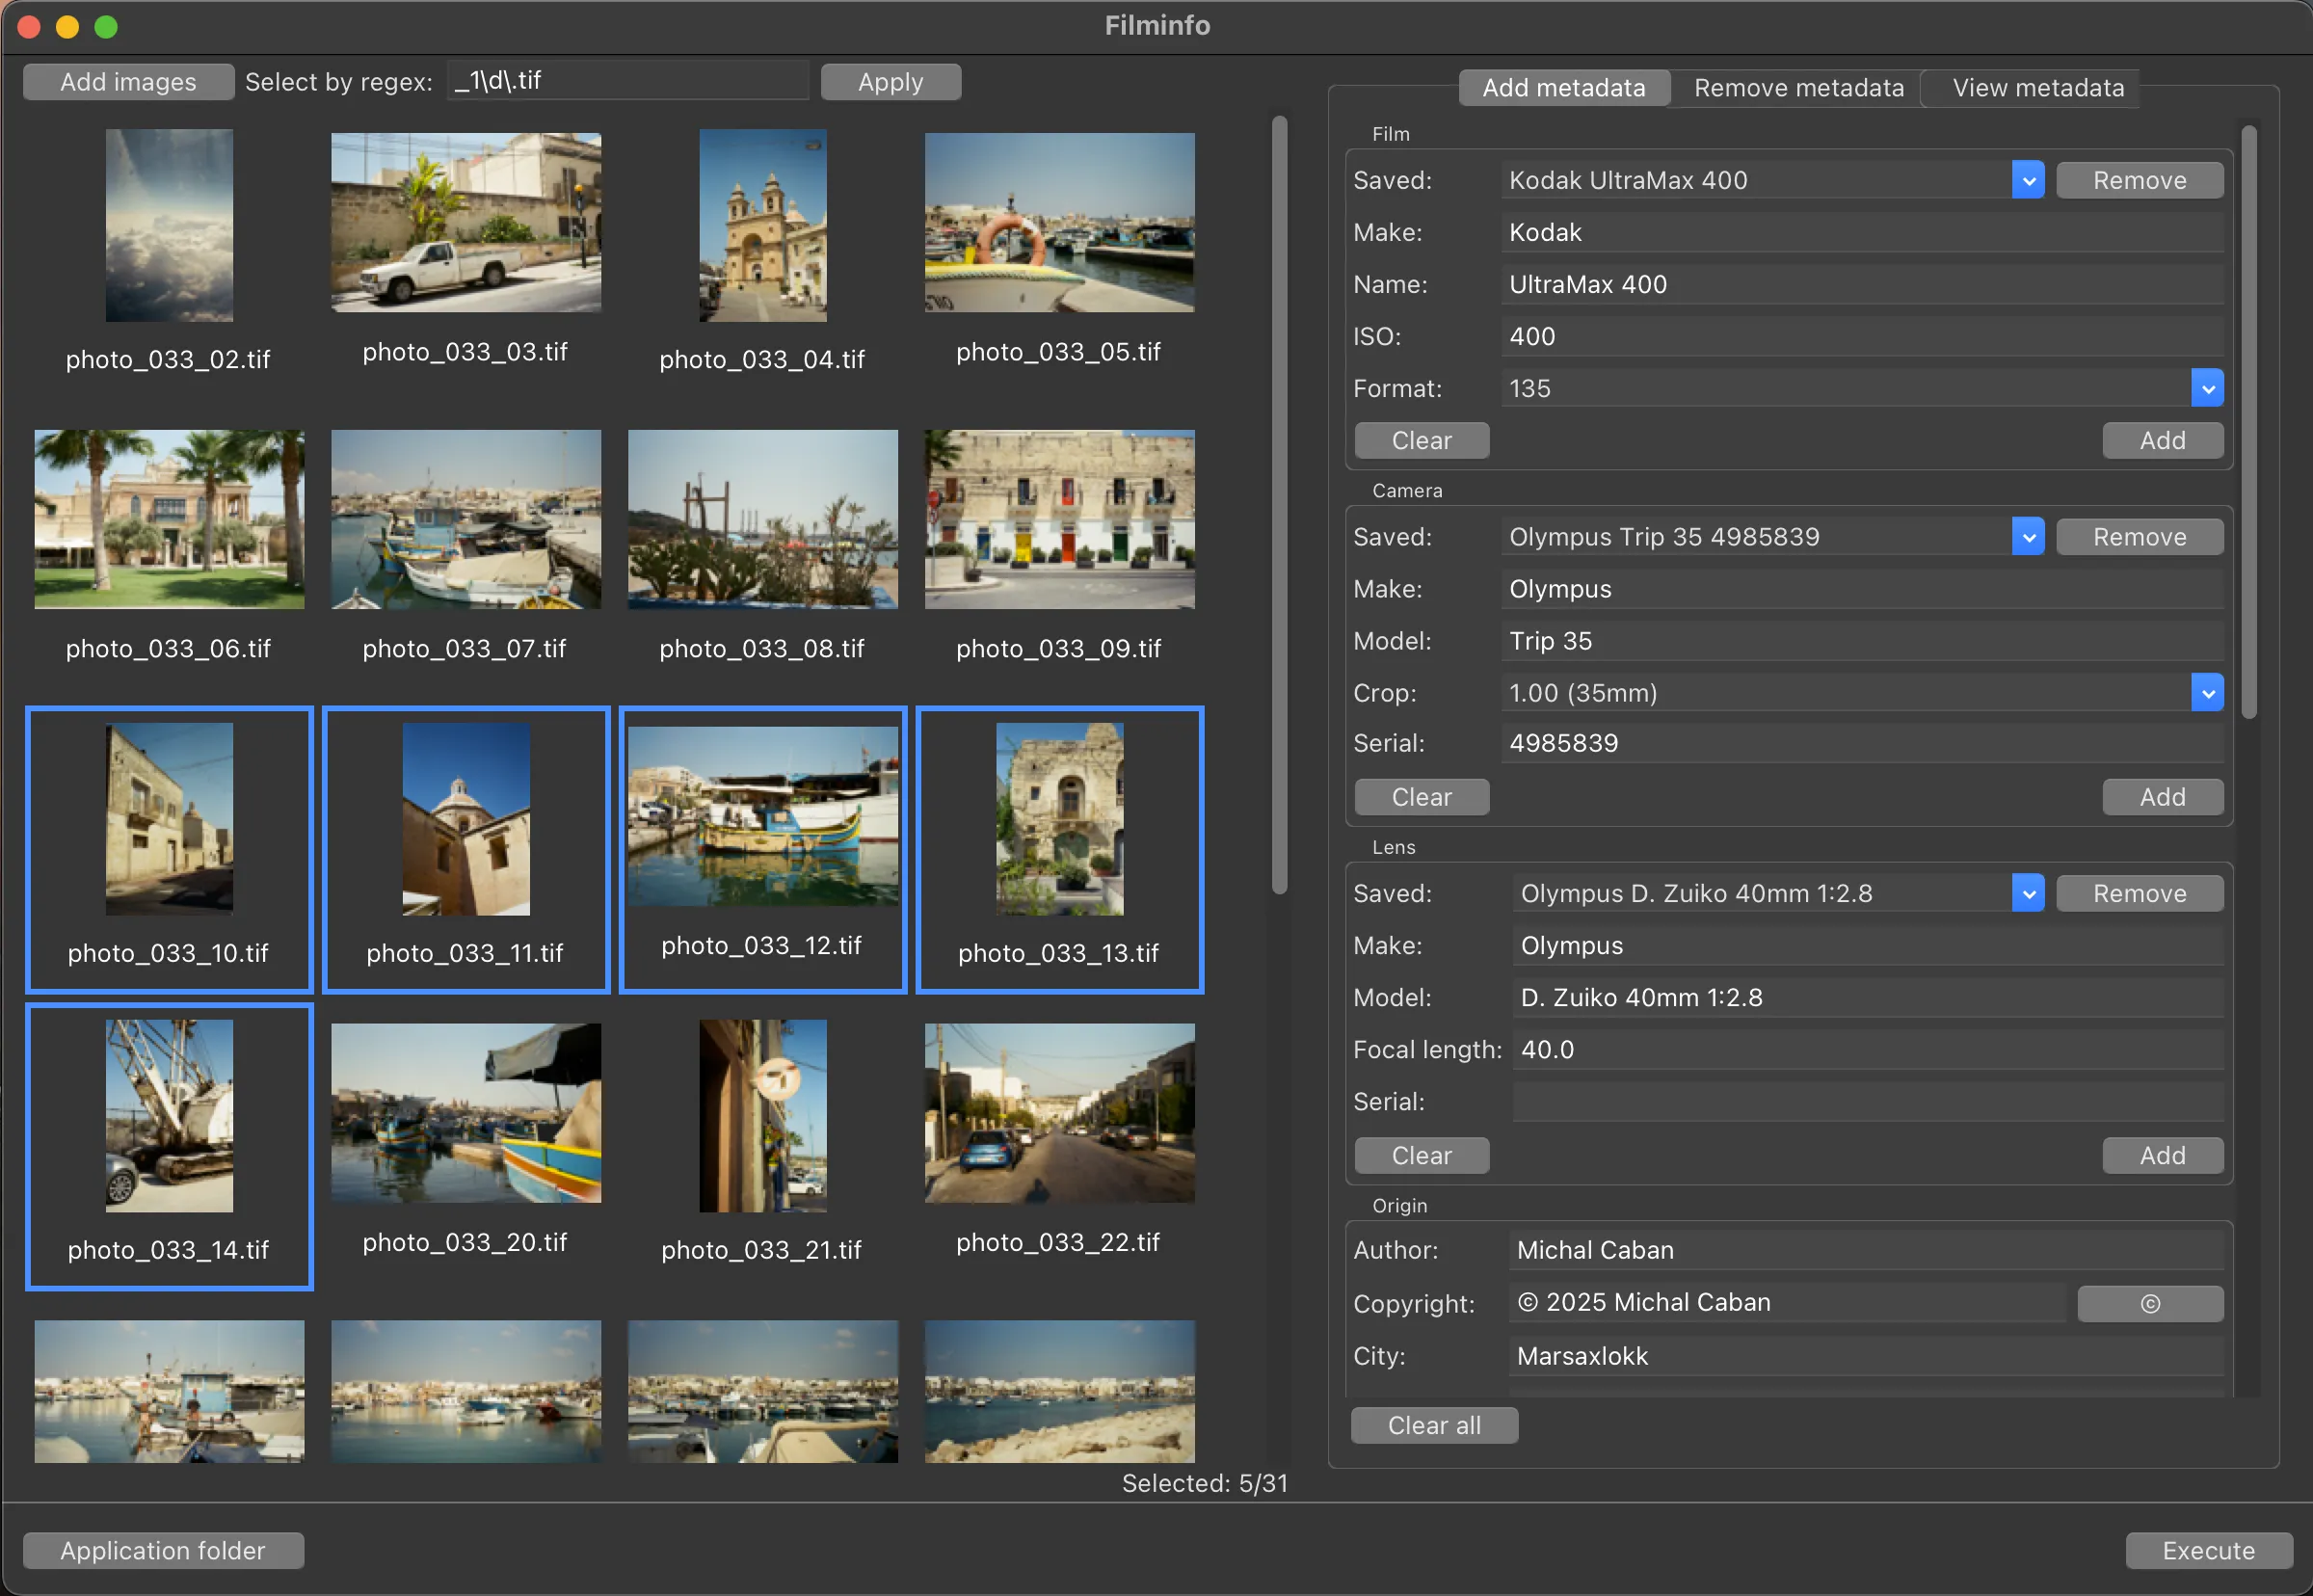 Filminfo
Add images Select by regex: _1\d\.tif Apply
photo_033_02.tif photo_033_03.tif photo_033_04.tif photo_033_05.tif
photo_033_06.tif photo_033_07.tif photo_033_08.tif photo_033_09.tif
photo_033_10.tif photo_033_11.tif photo_033_12.tif photo_033_13.tif
photo_033_14.tif photo_033_20.tif photo_033_21.tif photo_033_22.tif
Selected: 5/31
Add metadata Remove metadata View metadata
Film
Saved: Kodak UltraMax 400 Remove
Make: Kodak
Name: UltraMax 400
ISO: 400
Format: 135
Clear Add
Camera
Saved: Olympus Trip 35 4985839 Remove
Make: Olympus
Model: Trip 35
Crop: 1.00 (35mm)
Serial: 4985839
Clear Add
Lens
Saved: Olympus D. Zuiko 40mm 1:2.8 Remove
Make: Olympus
Model: D. Zuiko 40mm 1:2.8
Focal length: 40.0
Serial:
Clear Add
Origin
Author: Michal Caban
Copyright: © 2025 Michal Caban ©
City: Marsaxlokk
Clear all
Application folder Execute